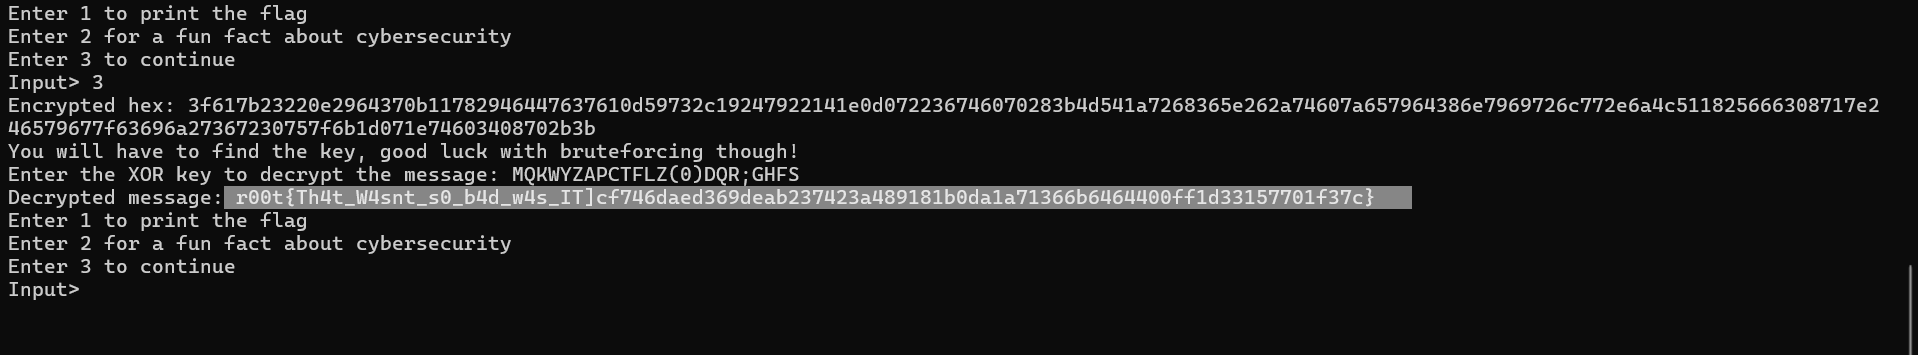 Enter 1 to print the flag
Enter 2 for a fun fact about cybersecurity
Enter 3 to continue
Input> 3
Encrypted hex: 3f617b23220e2964370b11782946447637610d59732c19247922141e0d072236746070283b4d541a7268365e262a74607a657964386e7969726c772e6a4c511825666308717e2
46579677f63696a27367230757f6b1d071e74603408702b3b
You will have to find the key, good luck with bruteforcing though!
Enter the XOR key to decrypt the message: MQKWYZAPCTFLZ(0)DQR;GHFS
Decrypted message: r00t{Th4t_W4snt_s0_b4d_w4s_IT]cf746daed369deab237423a489181b0da1a71366b6464400ff1d33157701f37c}
Enter 1 to print the flag
Enter 2 for a fun fact about cybersecurity
Enter 3 to continue
Input>